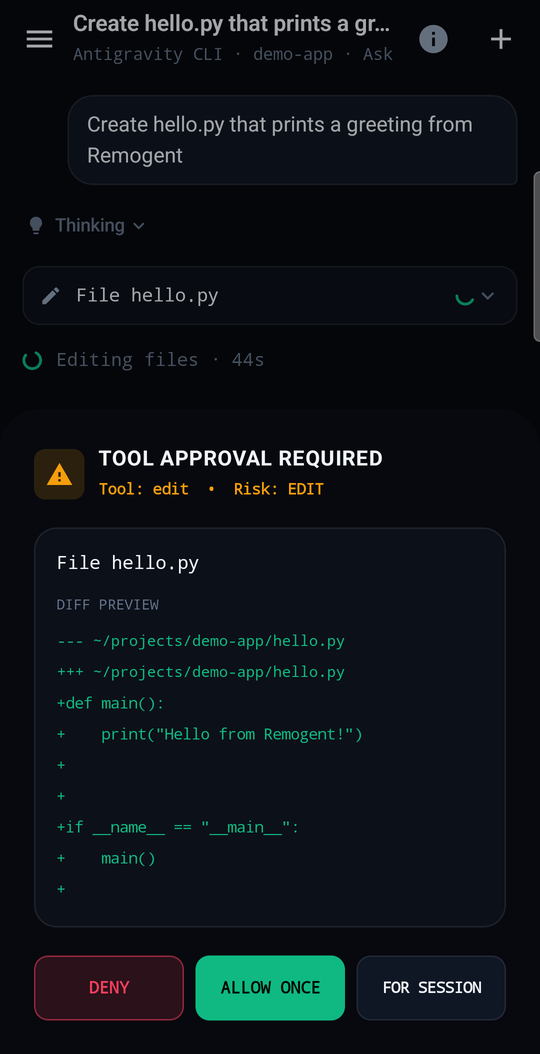 Create hello.py that prints a gr...
Antigravity CLI · demo-app · Ask
Create hello.py that prints a greeting from
Remogent
Thinking
File hello.py
Editing files · 44s
TOOL APPROVAL REQUIRED
Tool: edit • Risk: EDIT
File hello.py
DIFF PREVIEW
--- ~/projects/demo-app/hello.py
+++ ~/projects/demo-app/hello.py
+def main():
+    print("Hello from Remogent!")
+
+
+if __name__ == "__main__":
+    main()
+
DENY
ALLOW ONCE
FOR SESSION